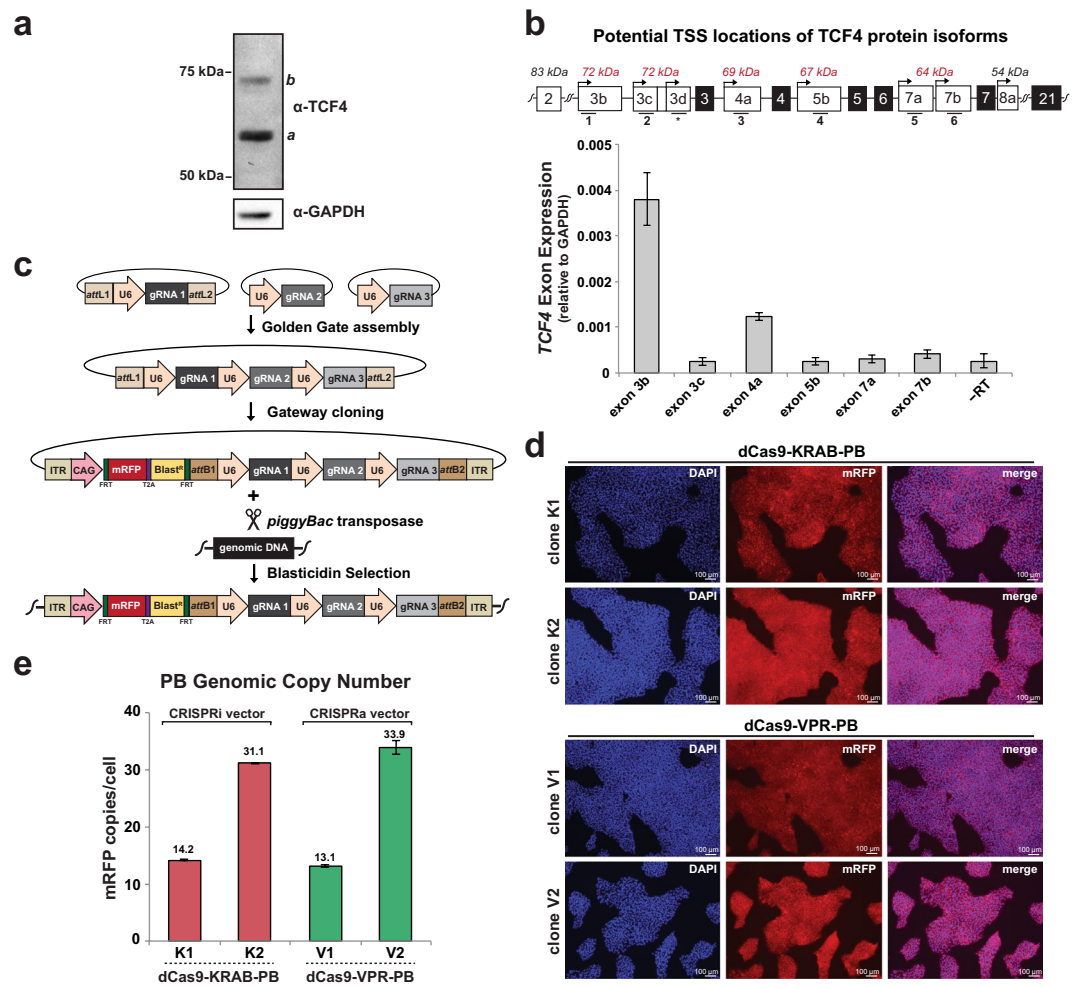 a
75 kDa
b
α-TCF4
a
50 kDa
α-GAPDH
b
Potential TSS locations of TCF4 protein isoforms
83 kDa 72 kDa 72 kDa 69 kDa 67 kDa 64 kDa 54 kDa
2 3b 3c 3d 3 4a 4 5b 5 6 7a 7b 7 8a 21
1 2 * 3 4 5 6
TCF4 Exon Expression
(relative to GAPDH)
0.005
0.004
0.003
0.002
0.001
0
exon 3b exon 3c exon 4a exon 5b exon 7a exon 7b –RT
c
attL1 U6 gRNA 1 attL2 U6 gRNA 2 U6 gRNA 3
Golden Gate assembly
attL1 U6 gRNA 1 U6 gRNA 2 U6 gRNA 3 attL2
Gateway cloning
ITR CAG mRFP BlastR attB1 U6 gRNA 1 U6 gRNA 2 U6 gRNA 3 attB2 ITR
FRT T2A FRT
+
piggyBac transposase
genomic DNA
Blasticidin Selection
ITR CAG mRFP BlastR attB1 U6 gRNA 1 U6 gRNA 2 U6 gRNA 3 attB2 ITR
FRT T2A FRT
d
dCas9-KRAB-PB
clone K1
DAPI mRFP merge
100 µm 100 µm 100 µm
clone K2
DAPI mRFP merge
100 µm 100 µm 100 µm
dCas9-VPR-PB
clone V1
DAPI mRFP merge
100 µm 100 µm 100 µm
clone V2
DAPI mRFP merge
100 µm 100 µm 100 µm
e
PB Genomic Copy Number
mRFP copies/cell
40
30
20
10
0
CRISPRi vector CRISPRa vector
14.2 31.1 13.1 33.9
K1 K2 V1 V2
dCas9-KRAB-PB dCas9-VPR-PB